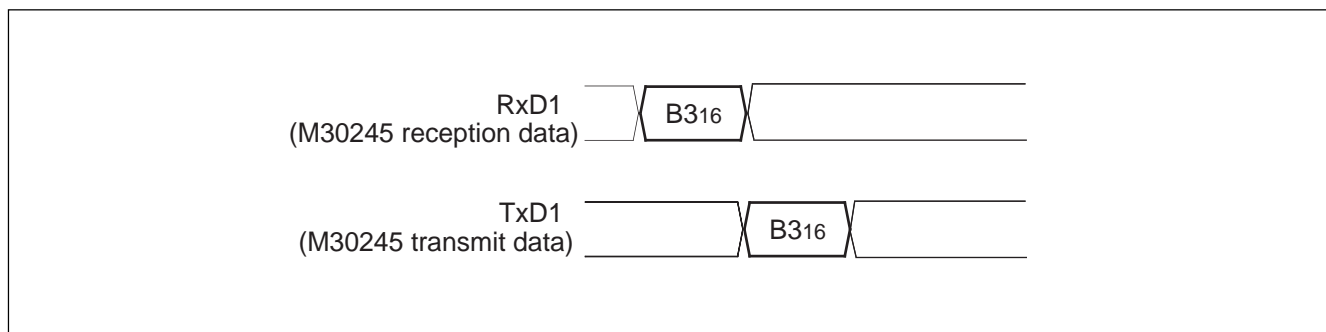 RxD1
(M30245 reception data)
B316
TxD1
(M30245 transmit data)
B316